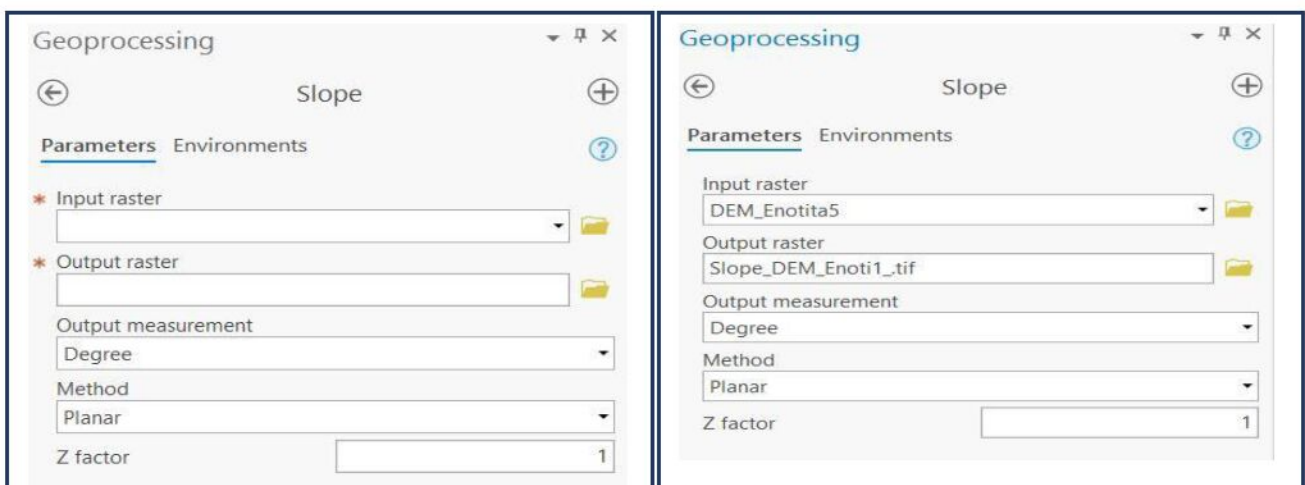 Geoprocessing
Slope
Parameters Environments
* Input raster
* Output raster
Output measurement
Degree
Method
Planar
Z factor 1
Geoprocessing
Slope
Parameters Environments
Input raster
DEM_Enotita5
Output raster
Slope_DEM_Enoti1_.tif
Output measurement
Degree
Method
Planar
Z factor 1